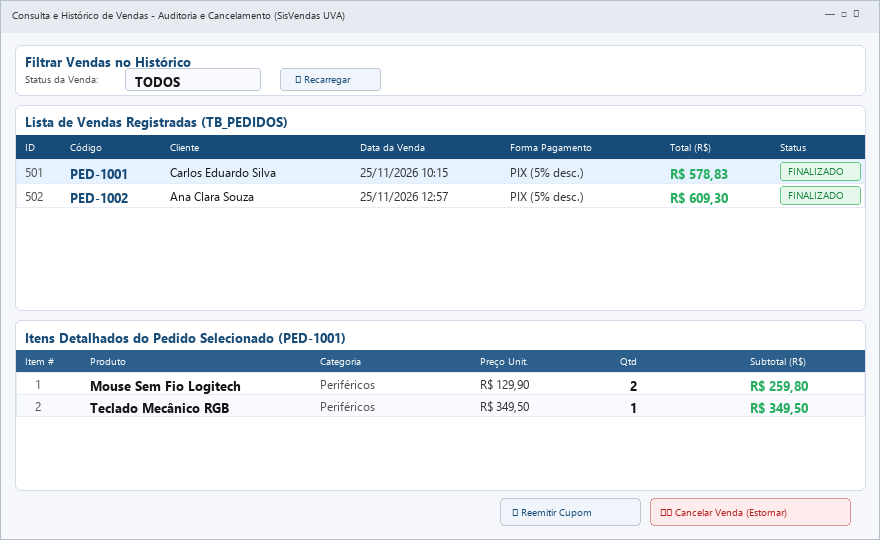 Consulta e Histórico de Vendas - Auditoria e Cancelamento (SisVendas UVA)
Filtrar Vendas no Histórico
Status da Venda: TODOS Recarregar
Lista de Vendas Registradas (TB_PEDIDOS)
ID Código Cliente Data da Venda Forma Pagamento Total (R$) Status
501 PED-1001 Carlos Eduardo Silva 25/11/2026 10:15 PIX (5% desc.) R$ 578,83 FINALIZADO
502 PED-1002 Ana Clara Souza 25/11/2026 12:57 PIX (5% desc.) R$ 609,30 FINALIZADO
Itens Detalhados do Pedido Selecionado (PED-1001)
Item # Produto Categoria Preço Unit. Qtd Subtotal (R$)
1 Mouse Sem Fio Logitech Periféricos R$ 129,90 2 R$ 259,80
2 Teclado Mecânico RGB Periféricos R$ 349,50 1 R$ 349,50
Reemitir Cupom Cancelar Venda (Estornar)